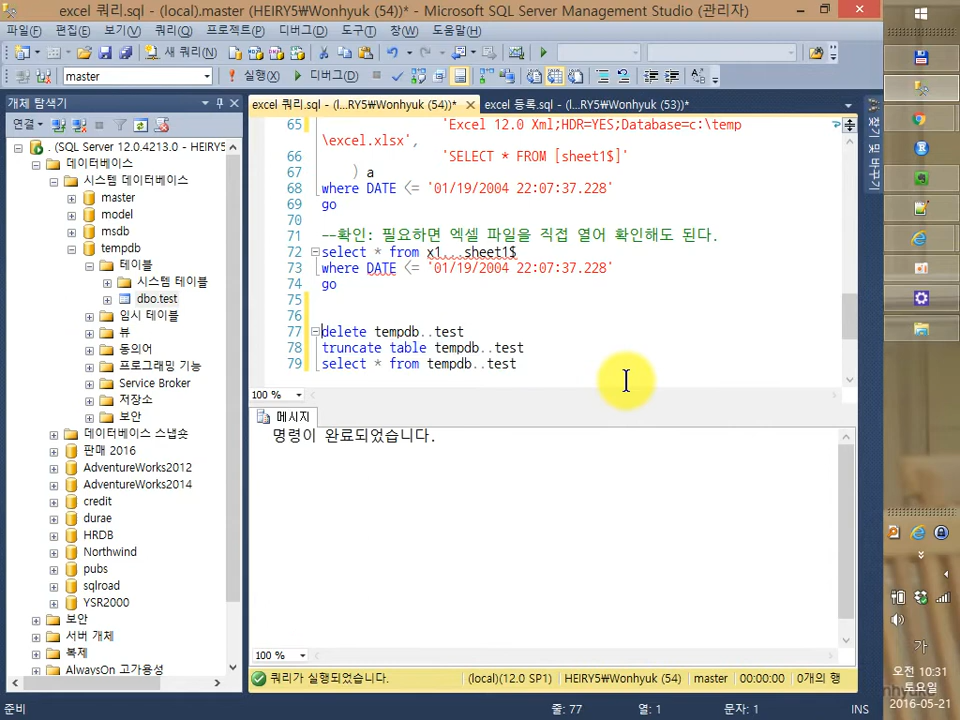 excel 쿼리.sql - (local).master (HEIRY5₩Wonhyuk (54))* - Microsoft SQL Server Management Studio (관리자)
파일(F) 편집(E) 보기(V) 쿼리(Q) 프로젝트(P) 디버그(D) 도구(T) 창(W) 도움말(H)
새 쿼리(N)
master 실행(X) 디버그(D)
개체 탐색기
연결
. (SQL Server 12.0.4213.0 - HEIRY5
데이터베이스
시스템 데이터베이스
master
model
msdb
tempdb
테이블
시스템 테이블
dbo.test
임시 테이블
뷰
동의어
프로그래밍 기능
Service Broker
저장소
보안
데이터베이스 스냅숏
판매 2016
AdventureWorks2012
AdventureWorks2014
credit
durae
HRDB
Northwind
pubs
sqlroad
YSR2000
보안
서버 개체
복제
AlwaysOn 고가용성
excel 쿼리.sql - (l...RY5₩Wonhyuk (54))* excel 등록.sql - (l...RY5₩Wonhyuk (53))*
65 'Excel 12.0 Xml;HDR=YES;Database=c:\temp
\excel.xlsx',
66 'SELECT * FROM [sheet1$]'
67 ) a
68 where DATE <= '01/19/2004 22:07:37.228'
69 go
70
71 --확인: 필요하면 엑셀 파일을 직접 열어 확인해도 된다.
72 select * from x1...sheet1$
73 where DATE <= '01/19/2004 22:07:37.228'
74 go
75
76
77 delete tempdb..test
78 truncate table tempdb..test
79 select * from tempdb..test
100 %
메시지
명령이 완료되었습니다.
100 %
쿼리가 실행되었습니다. (local)(12.0 SP1) HEIRY5₩Wonhyuk (54) master 00:00:00 0개의 행
준비 줄: 77 열: 1 문자: 1 INS
찾기 및 바꾸기
가
오전 10:31
토요일
2016-05-21